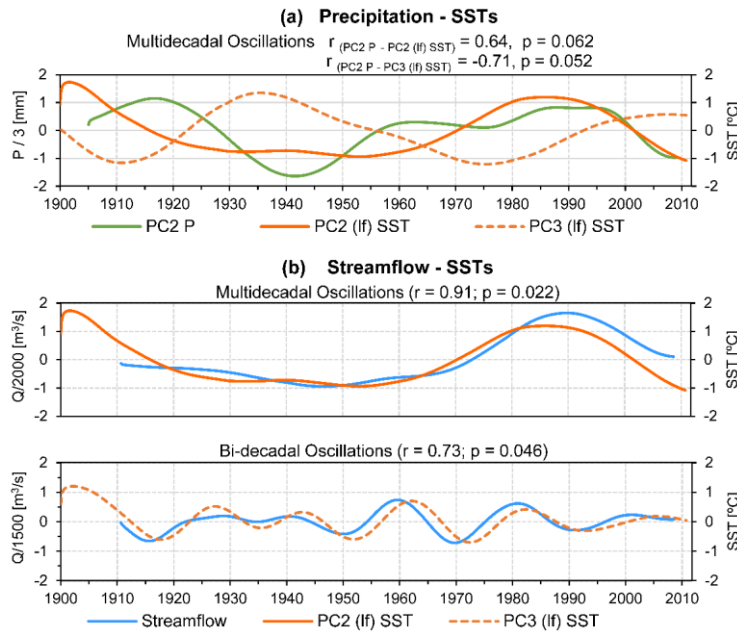 (a) Precipitation - SSTs
Multidecadal Oscillations r (PC2 P - PC2 (lf) SST) = 0.64, p = 0.062
r (PC2 P - PC3 (lf) SST) = -0.71, p = 0.052
P / 3 [mm]
2
1
0
-1
-2
2
1
0
-1
-2
SST [ºC]
1900 1910 1920 1930 1940 1950 1960 1970 1980 1990 2000 2010
PC2 P PC2 (lf) SST PC3 (lf) SST
(b) Streamflow - SSTs
Multidecadal Oscillations (r = 0.91; p = 0.022)
Q/2000 [m³/s]
2
1
0
-1
-2
2
1
0
-1
-2
SST [ºC]
1900 1910 1920 1930 1940 1950 1960 1970 1980 1990 2000 2010
Bi-decadal Oscillations (r = 0.73; p = 0.046)
Q/1500 [m³/s]
2
1
0
-1
-2
2
1
0
-1
-2
SST [ºC]
1900 1910 1920 1930 1940 1950 1960 1970 1980 1990 2000 2010
Streamflow PC2 (lf) SST PC3 (lf) SST